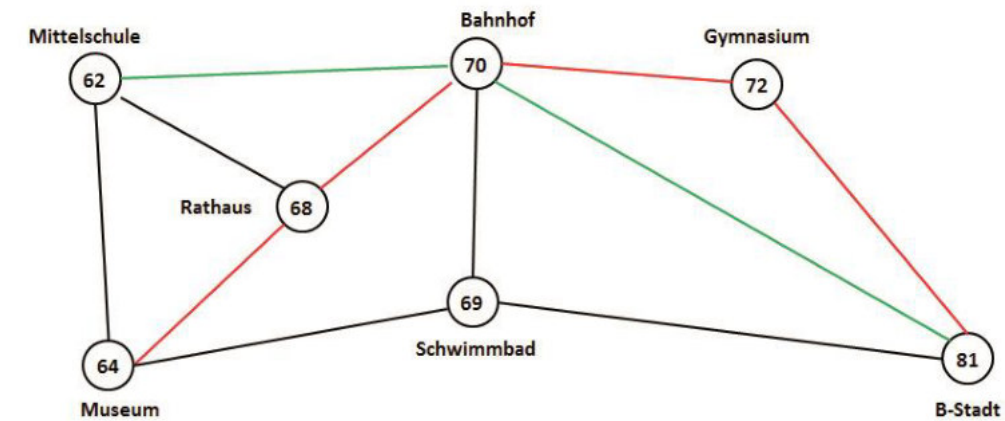 Bahnhof
Mittelschule
Gymnasium
70
62
72
Rathaus
68
69
Schwimmbad
64
81
Museum
B-Stadt